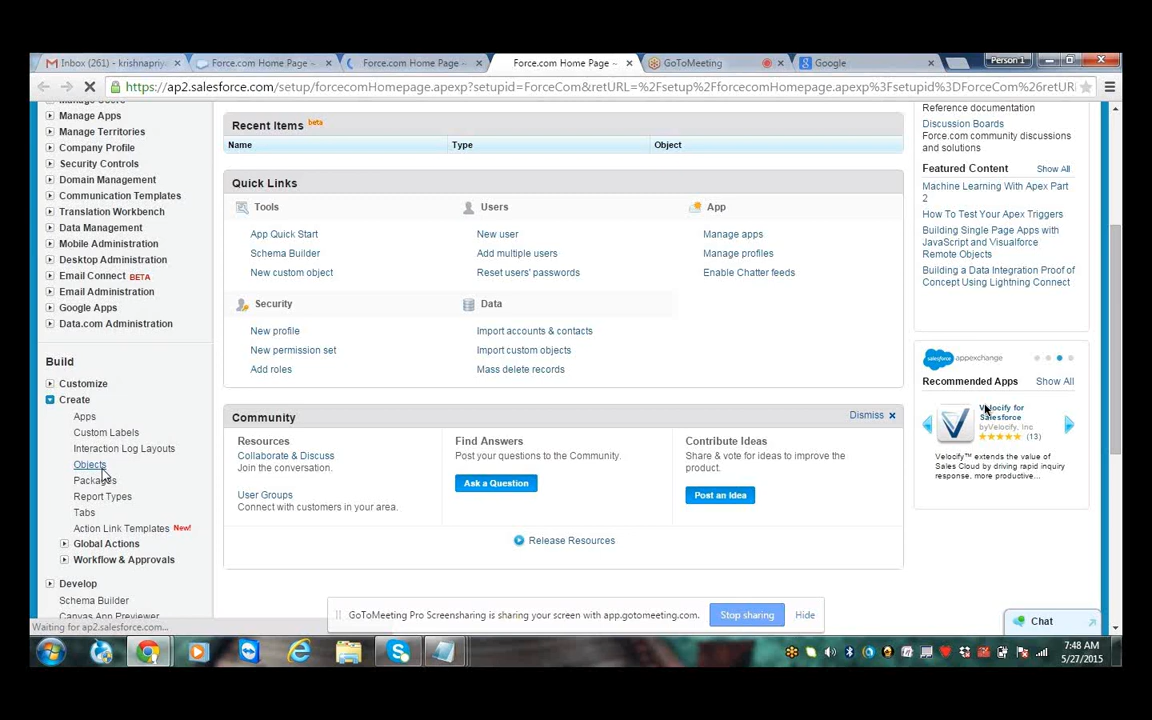 Inbox (261) - krishnapriy
Force.com Home Page -
Force.com Home Page -
Force.com Home Page -
GoToMeeting
Google
Person 1
https://ap2.salesforce.com/setup/forcecomHomepage.apexp?setupid=ForceCom&retURL=%2Fsetup%2FforcecomHomepage.apexp%3Fsetupid%3DForceCom%26retUR
Manage Users
Manage Apps
Manage Territories
Company Profile
Security Controls
Domain Management
Communication Templates
Translation Workbench
Data Management
Mobile Administration
Desktop Administration
Email Connect BETA
Email Administration
Google Apps
Data.com Administration
Build
Customize
Create
Apps
Custom Labels
Interaction Log Layouts
Objects
Packages
Report Types
Tabs
Action Link Templates New!
Global Actions
Workflow & Approvals
Develop
Schema Builder
Canvas App Previewer
Waiting for ap2.salesforce.com...
Recent Items beta
Name Type Object
Quick Links
Tools Users App
App Quick Start New user Manage apps
Schema Builder Add multiple users Manage profiles
New custom object Reset users' passwords Enable Chatter feeds
Security Data
New profile Import accounts & contacts
New permission set Import custom objects
Add roles Mass delete records
Community Dismiss
Resources Find Answers Contribute Ideas
Collaborate & Discuss
Join the conversation.
User Groups
Connect with customers in your area.
Post your questions to the Community.
Ask a Question
Share & vote for ideas to improve the
product.
Post an Idea
Release Resources
Reference documentation
Discussion Boards
Force.com community discussions
and solutions
Featured Content Show All
Machine Learning With Apex Part
2
How To Test Your Apex Triggers
Building Single Page Apps with
JavaScript and Visualforce
Remote Objects
Building a Data Integration Proof of
Concept Using Lightning Connect
salesforce appexchange
Recommended Apps Show All
Velocify for
Salesforce
byVelocify, Inc
(13)
Velocify™ extends the value of
Sales Cloud by driving rapid inquiry
response, more productive...
GoToMeeting Pro Screensharing is sharing your screen with app.gotomeeting.com. Stop sharing Hide
Chat
7:48 AM
5/27/2015